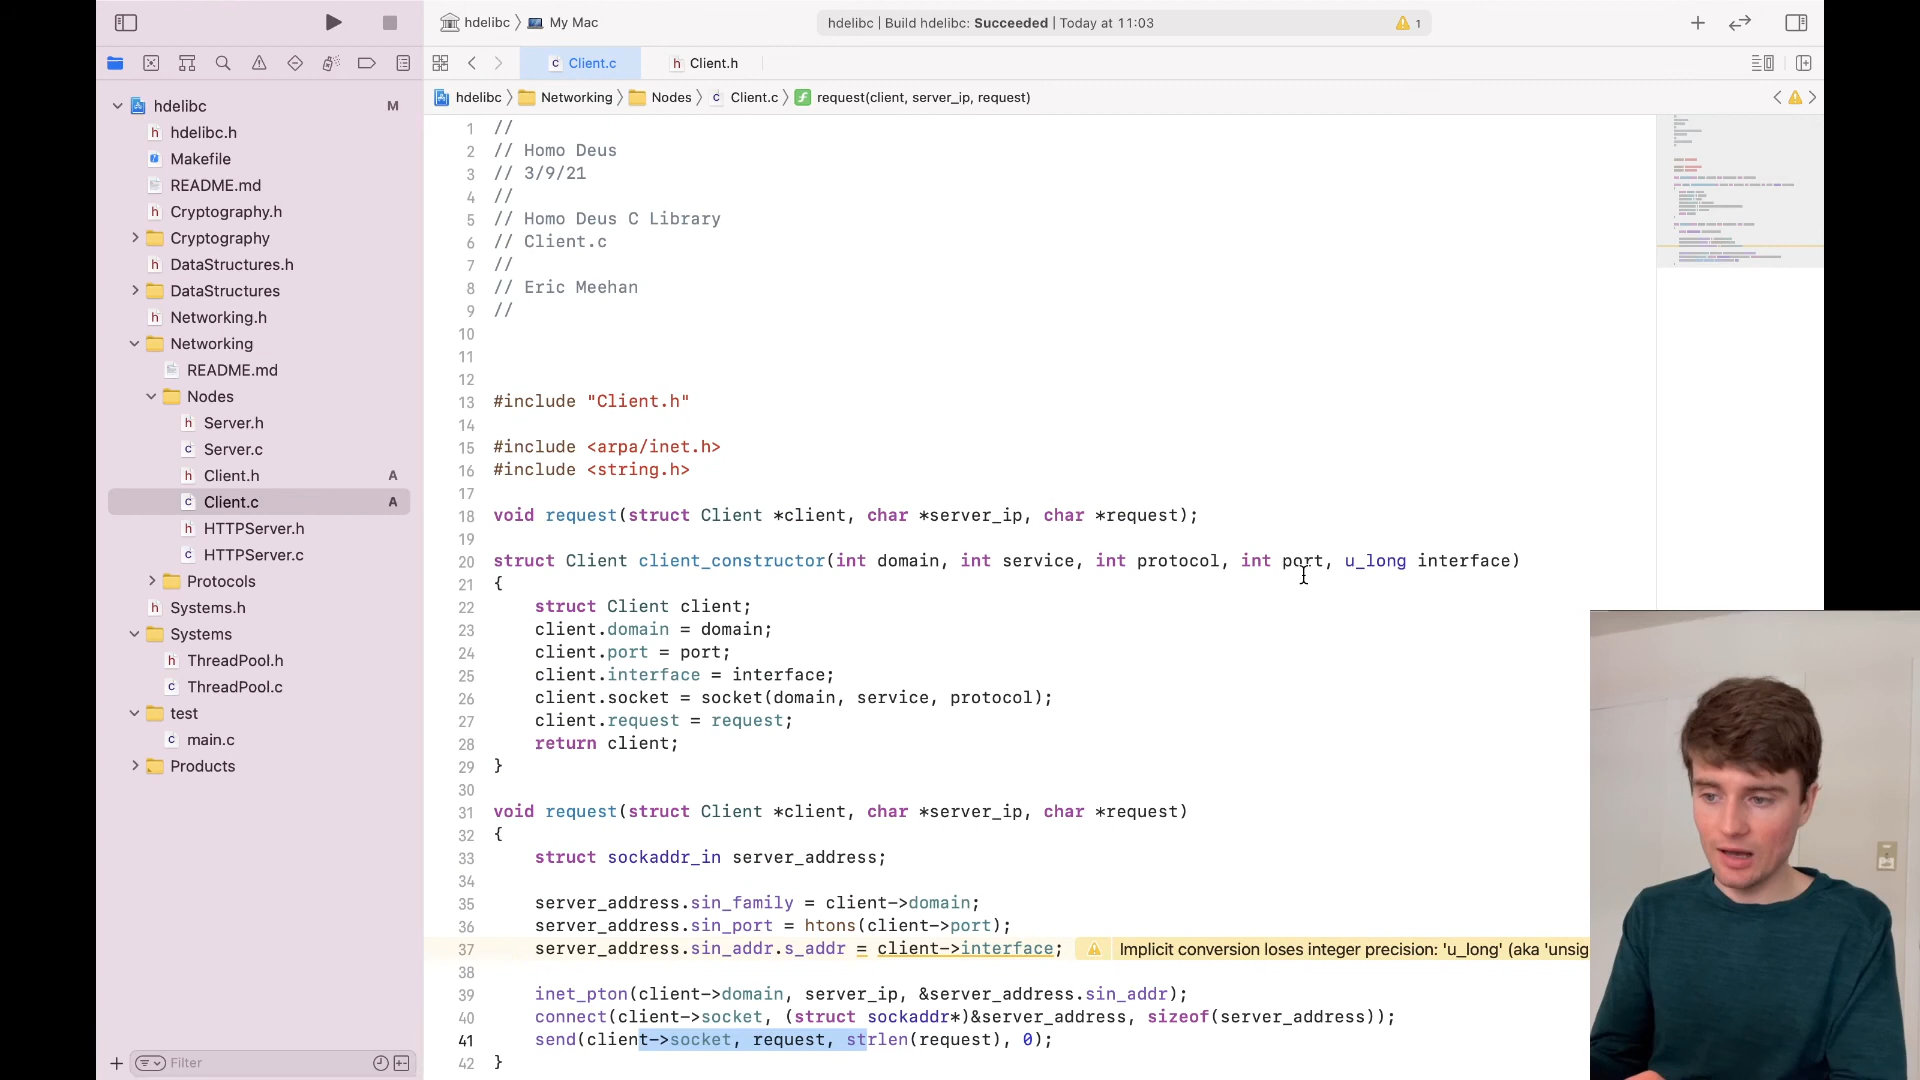 hdelibc
My Mac
hdelibc | Build hdelibc: Succeeded | Today at 11:03
1
Client.c
Client.h
hdelibc
Networking
Nodes
Client.c
request(client, server_ip, request)
hdelibc
M
hdelibc.h
Makefile
README.md
Cryptography.h
Cryptography
DataStructures.h
DataStructures
Networking.h
Networking
README.md
Nodes
Server.h
Server.c
Client.h
A
Client.c
A
HTTPServer.h
HTTPServer.c
Protocols
Systems.h
Systems
ThreadPool.h
ThreadPool.c
test
main.c
Products
Filter
1 //
2 // Homo Deus
3 // 3/9/21
4 //
5 // Homo Deus C Library
6 // Client.c
7 //
8 // Eric Meehan
9 //
10
11
12
13 #include "Client.h"
14
15 #include <arpa/inet.h>
16 #include <string.h>
17
18 void request(struct Client *client, char *server_ip, char *request);
19
20 struct Client client_constructor(int domain, int service, int protocol, int port, u_long interface)
21 {
22 struct Client client;
23 client.domain = domain;
24 client.port = port;
25 client.interface = interface;
26 client.socket = socket(domain, service, protocol);
27 client.request = request;
28 return client;
29 }
30
31 void request(struct Client *client, char *server_ip, char *request)
32 {
33 struct sockaddr_in server_address;
34
35 server_address.sin_family = client->domain;
36 server_address.sin_port = htons(client->port);
37 server_address.sin_addr.s_addr = client->interface; Implicit conversion loses integer precision: 'u_long' (aka 'unsig
38
39 inet_pton(client->domain, server_ip, &server_address.sin_addr);
40 connect(client->socket, (struct sockaddr*)&server_address, sizeof(server_address));
41 send(client->socket, request, strlen(request), 0);
42 }